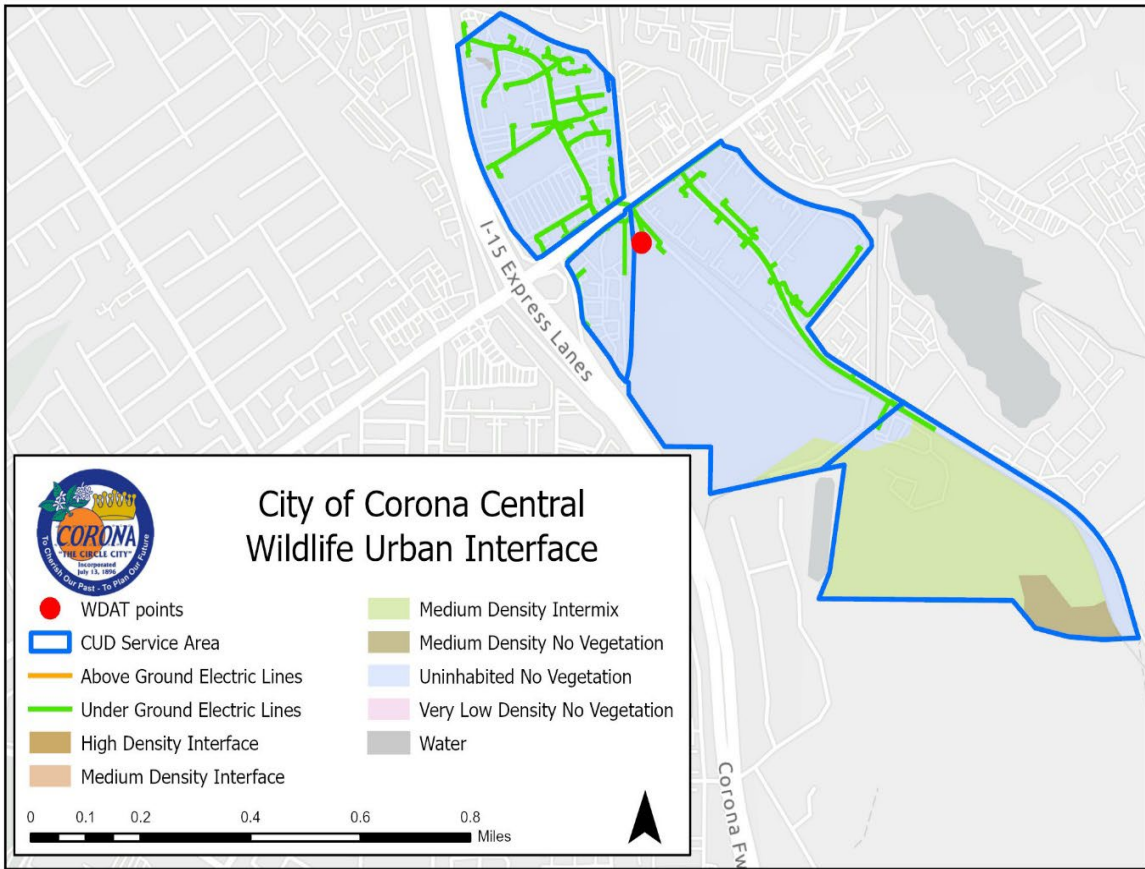 I-15 Express Lanes
City of Corona Central
Wildlife Urban Interface
CORONA
"THE CIRCLE CITY"
Incorporated
July 13, 1896
To Cherish Our Past - To Plan Our Future
WDAT points
CUD Service Area
Above Ground Electric Lines
Under Ground Electric Lines
High Density Interface
Medium Density Interface
Medium Density Intermix
Medium Density No Vegetation
Uninhabited No Vegetation
Very Low Density No Vegetation
Water
0 0.1 0.2 0.4 0.6 0.8
Miles
Corona Fw